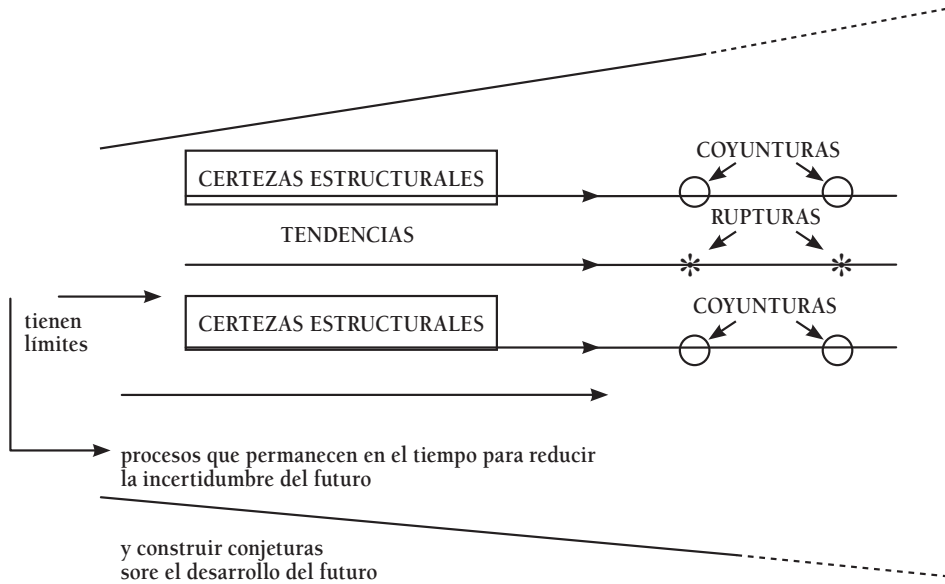 COYUNTURAS
CERTEZAS ESTRUCTURALES
RUPTURAS
TENDENCIAS
CERTEZAS ESTRUCTURALES
COYUNTURAS
tienen
límites
procesos que permanecen en el tiempo para reducir
la incertidumbre del futuro
y construir conjeturas
sore el desarrollo del futuro